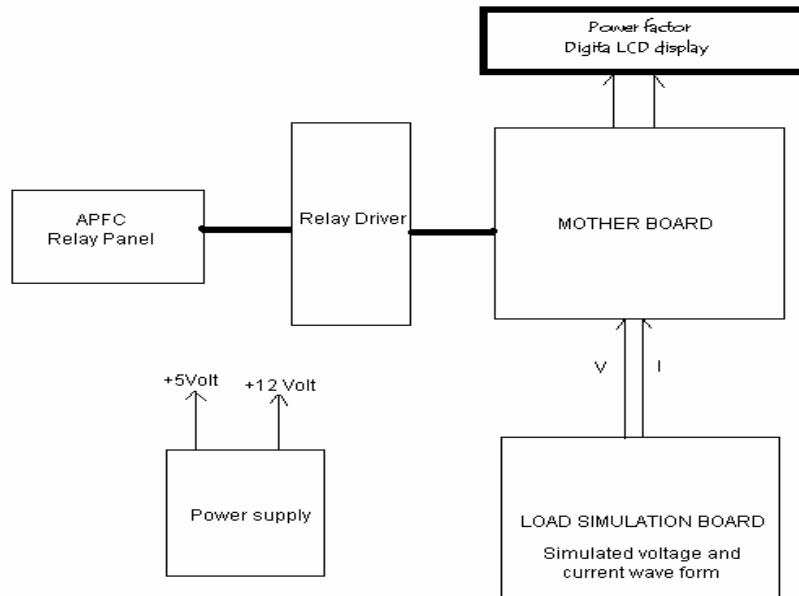 Power factor
Digita LCD display
APFC
Relay Panel
Relay Driver
MOTHER BOARD
+5Volt
+12 Volt
V
I
Power supply
LOAD SIMULATION BOARD
Simulated voltage and
current wave form